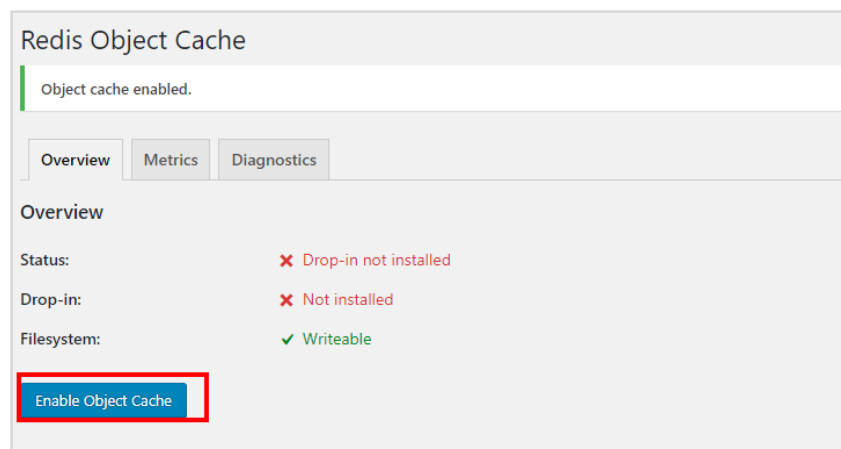 Redis Object Cache
Object cache enabled.
Overview Metrics Diagnostics
Overview
Status: Drop-in not installed
Drop-in: Not installed
Filesystem: Writeable
Enable Object Cache